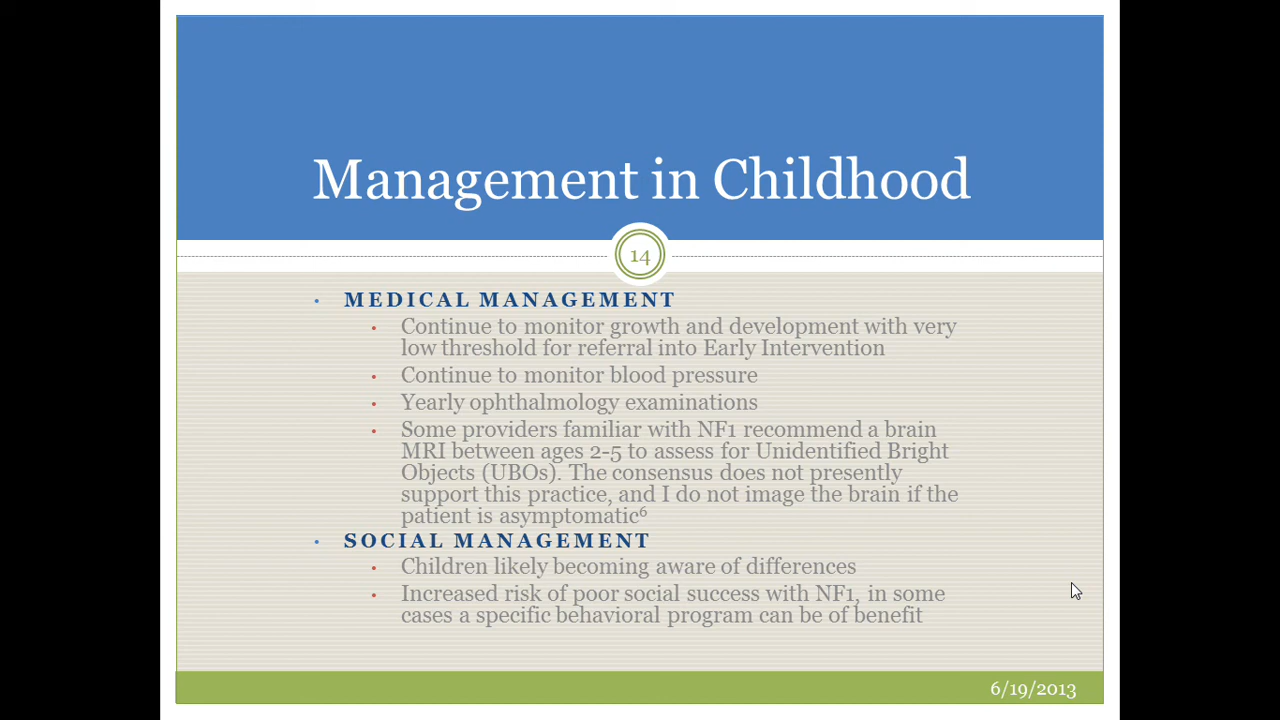 Management in Childhood
14
• MEDICAL MANAGEMENT
• Continue to monitor growth and development with very
low threshold for referral into Early Intervention
• Continue to monitor blood pressure
• Yearly ophthalmology examinations
• Some providers familiar with NF1 recommend a brain
MRI between ages 2-5 to assess for Unidentified Bright
Objects (UBOs). The consensus does not presently
support this practice, and I do not image the brain if the
patient is asymptomatic⁶
• SOCIAL MANAGEMENT
• Children likely becoming aware of differences
• Increased risk of poor social success with NF1, in some
cases a specific behavioral program can be of benefit
6/19/2013